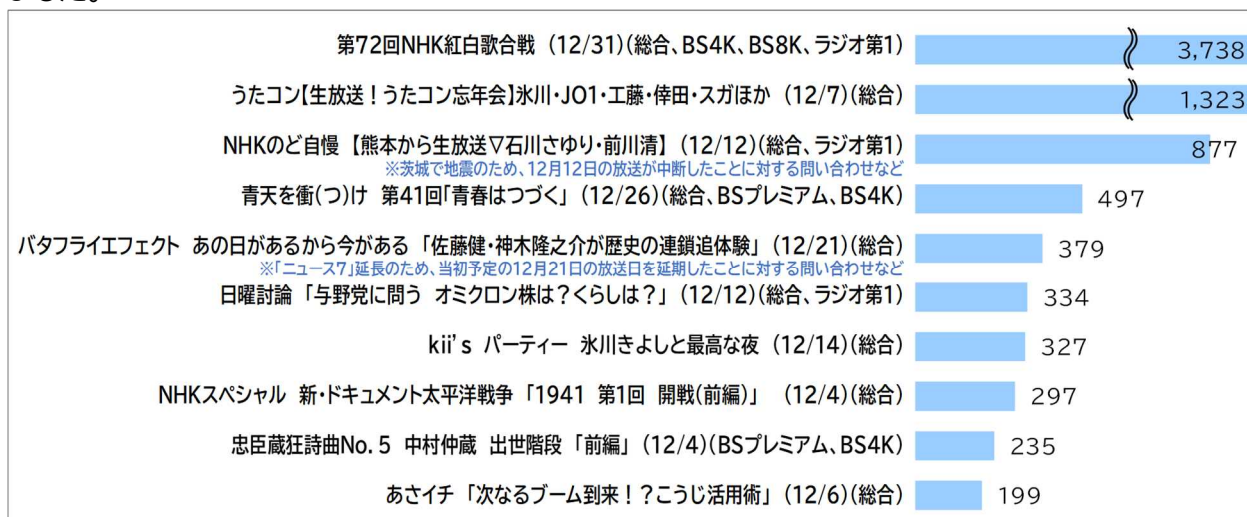 第72回NHK紅白歌合戦 (12/31)(総合、BS4K、BS8K、ラジオ第1) 3,738
うたコン【生放送！うたコン忘年会】氷川・JO1・工藤・倖田・スガほか (12/7)(総合) 1,323
NHKのど自慢 【熊本から生放送▽石川さゆり・前川清】 (12/12)(総合、ラジオ第1) 877
※茨城で地震のため、12月12日の放送が中断したことに対する問い合わせなど
青天を衝(つ)け 第41回「青春はつづく」 (12/26)(総合、BSプレミアム、BS4K) 497
バタフライエフェクト あの日があるから今がある 「佐藤健・神木隆之介が歴史の連鎖追体験」 (12/21)(総合) 379
※「ニュース7」延長のため、当初予定の12月21日の放送日を延期したことに対する問い合わせなど
日曜討論 「与野党に問う オミクロン株は？くらしは？」 (12/12)(総合、ラジオ第1) 334
kii's パーティー 氷川きよしと最高な夜 (12/14)(総合) 327
NHKスペシャル 新・ドキュメント太平洋戦争 「1941 第1回 開戦(前編)」 (12/4)(総合) 297
忠臣蔵狂詩曲No.5 中村仲蔵 出世階段 「前編」 (12/4)(BSプレミアム、BS4K) 235
あさイチ 「次なるブーム到来！？こうじ活用術」 (12/6)(総合) 199